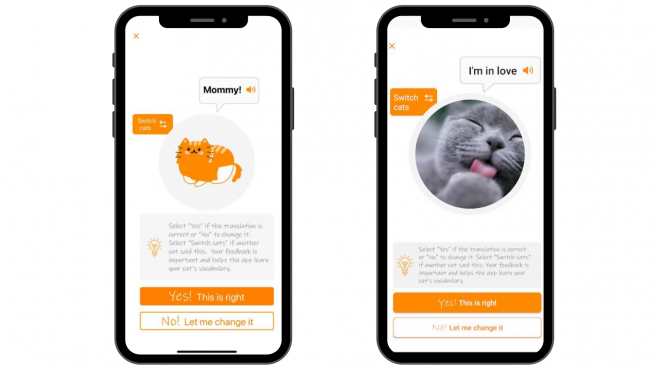 Mommy!
Switch
cats
Select "Yes" if the translation is
correct or "No" to change it.
Select "Switch cats" if another
cat said this. Your feedback is
important and helps the app learn
your cat's vocabulary.
Yes! This is right
No! Let me change it
I'm in love
Switch
cats
Select "Yes" if the translation is correct
or "No" to change it. Select "Switch cats"
if another cat said this. Your feedback is
important and helps the app learn your
cat's vocabulary.
Yes! This is right
No! Let me change it